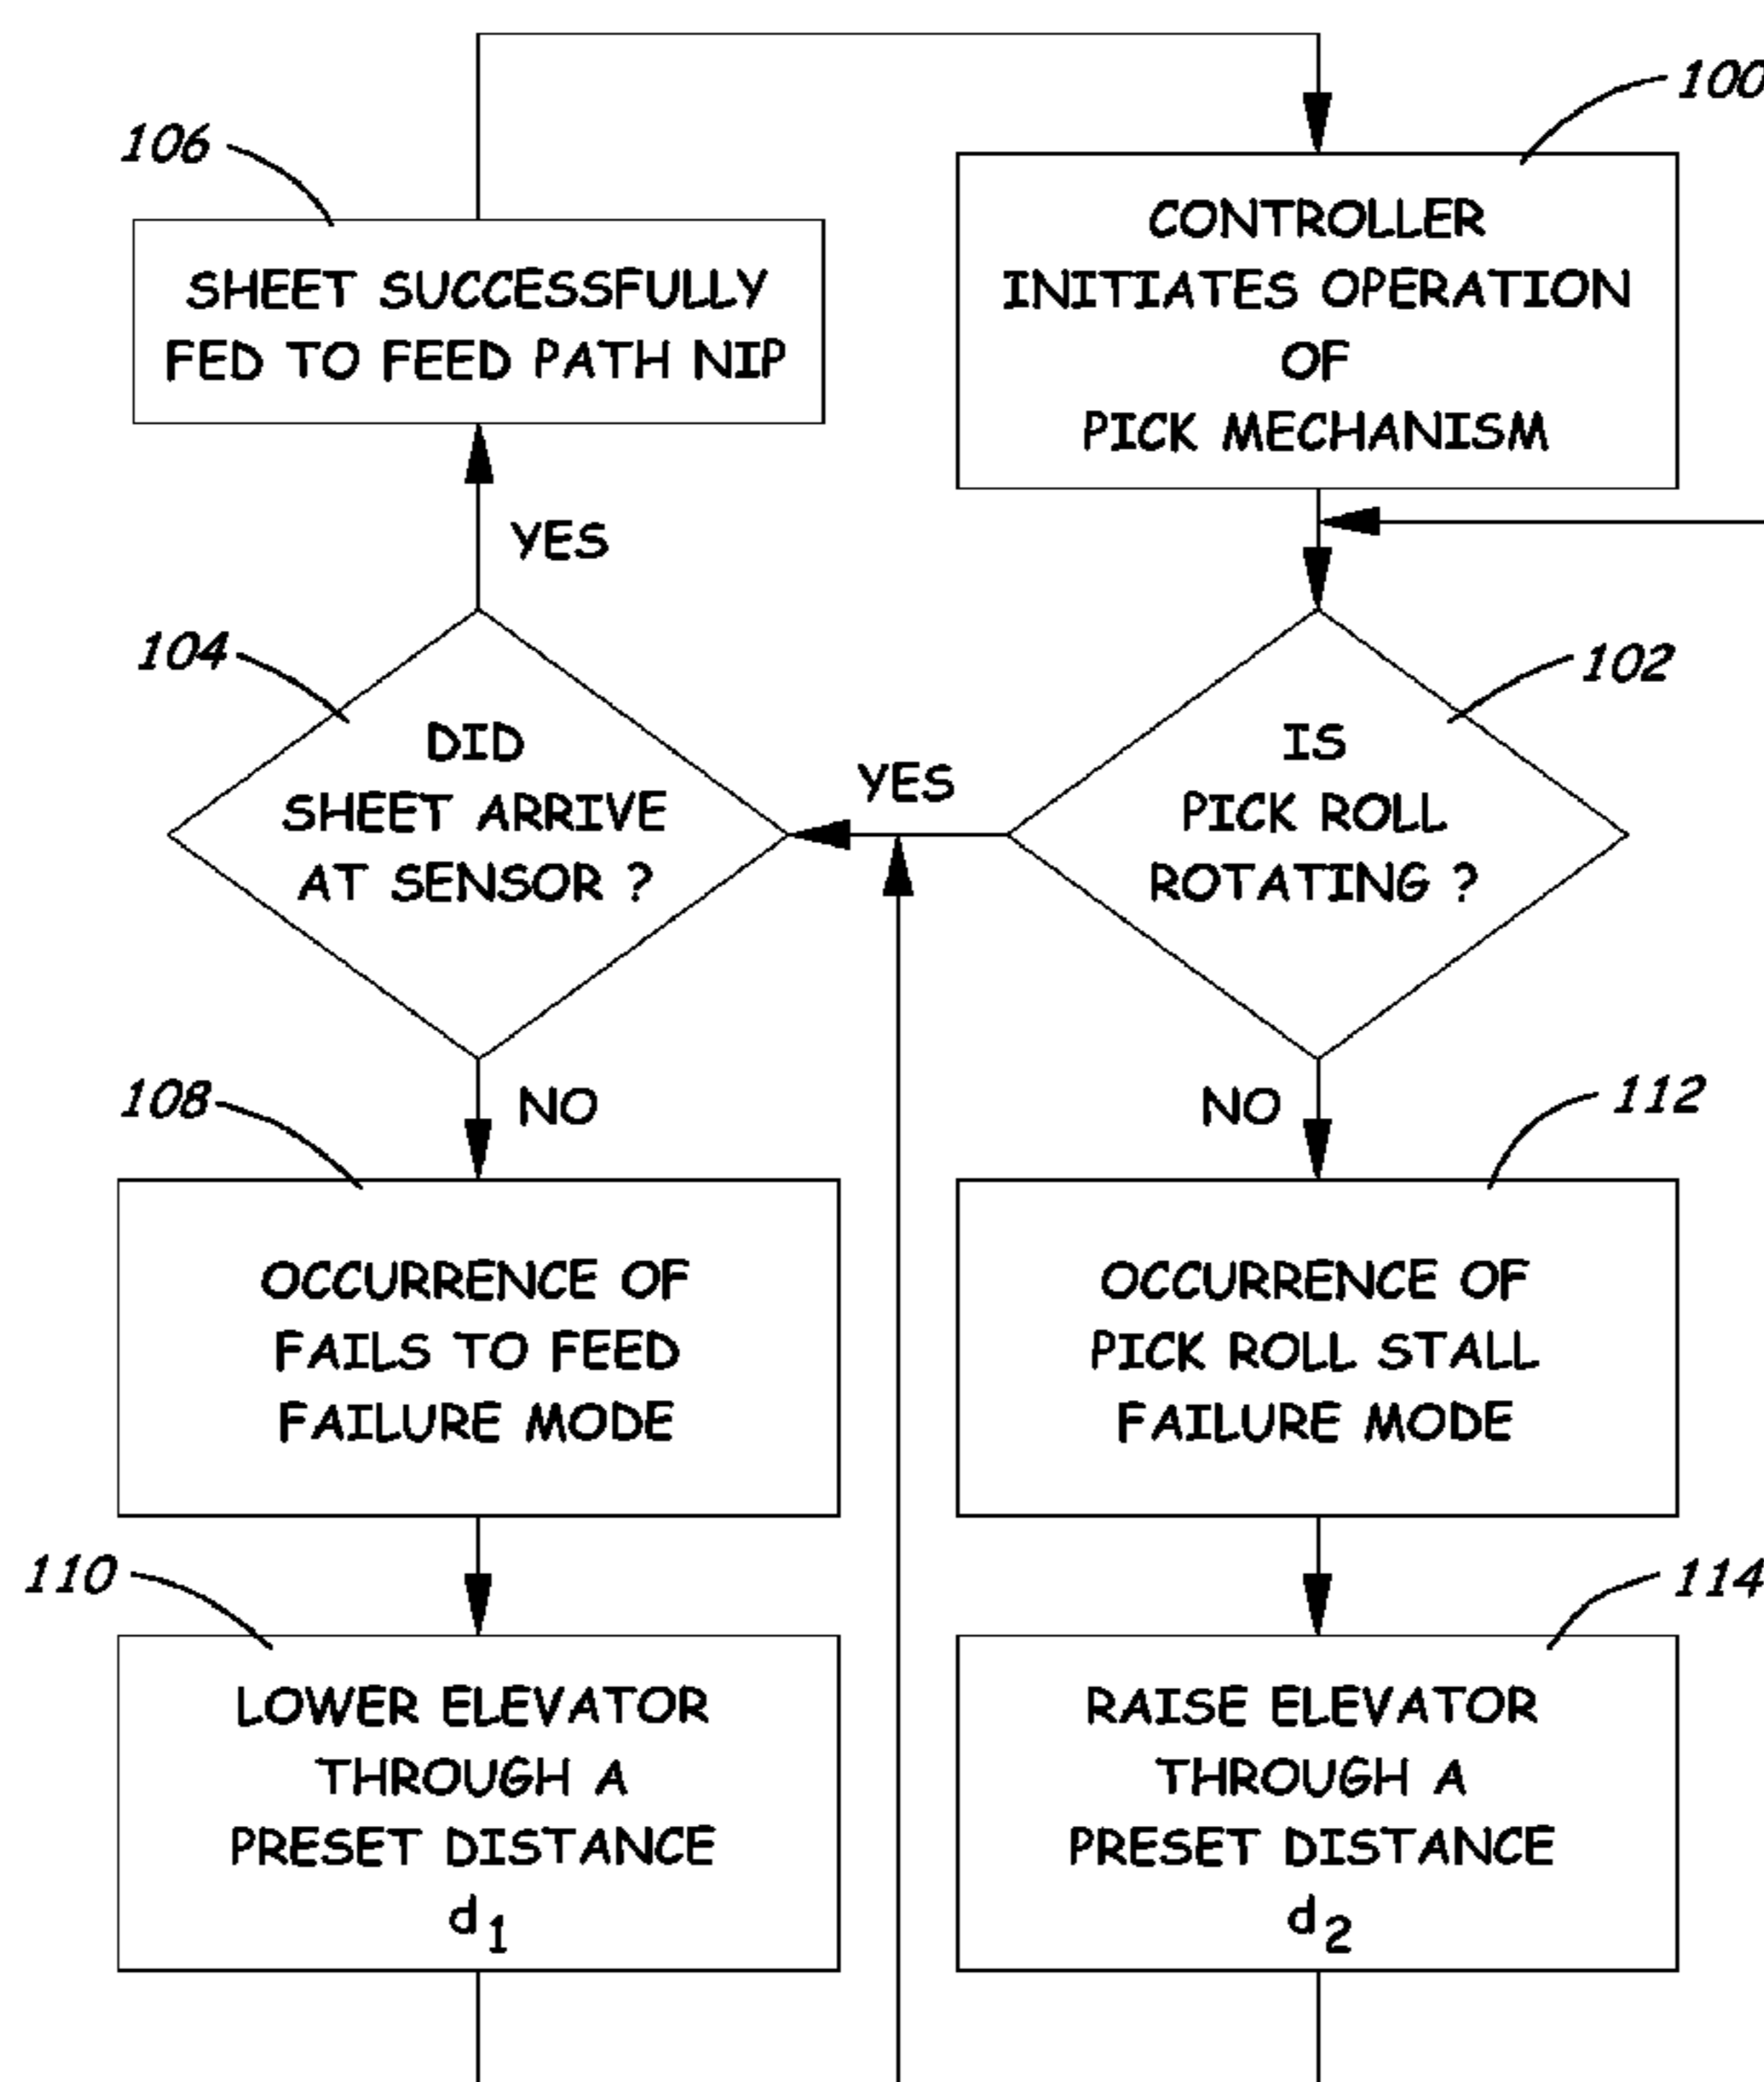 100
CONTROLLER
INITIATES OPERATION
OF
PICK MECHANISM
106
SHEET SUCCESSFULLY
FED TO FEED PATH NIP
YES
104
DID
SHEET ARRIVE
AT SENSOR ?
YES
102
IS
PICK ROLL
ROTATING ?
NO
NO
108
OCCURRENCE OF
FAILS TO FEED
FAILURE MODE
112
OCCURRENCE OF
PICK ROLL STALL
FAILURE MODE
110
LOWER ELEVATOR
THROUGH A
PRESET DISTANCE
d1
114
RAISE ELEVATOR
THROUGH A
PRESET DISTANCE
d2